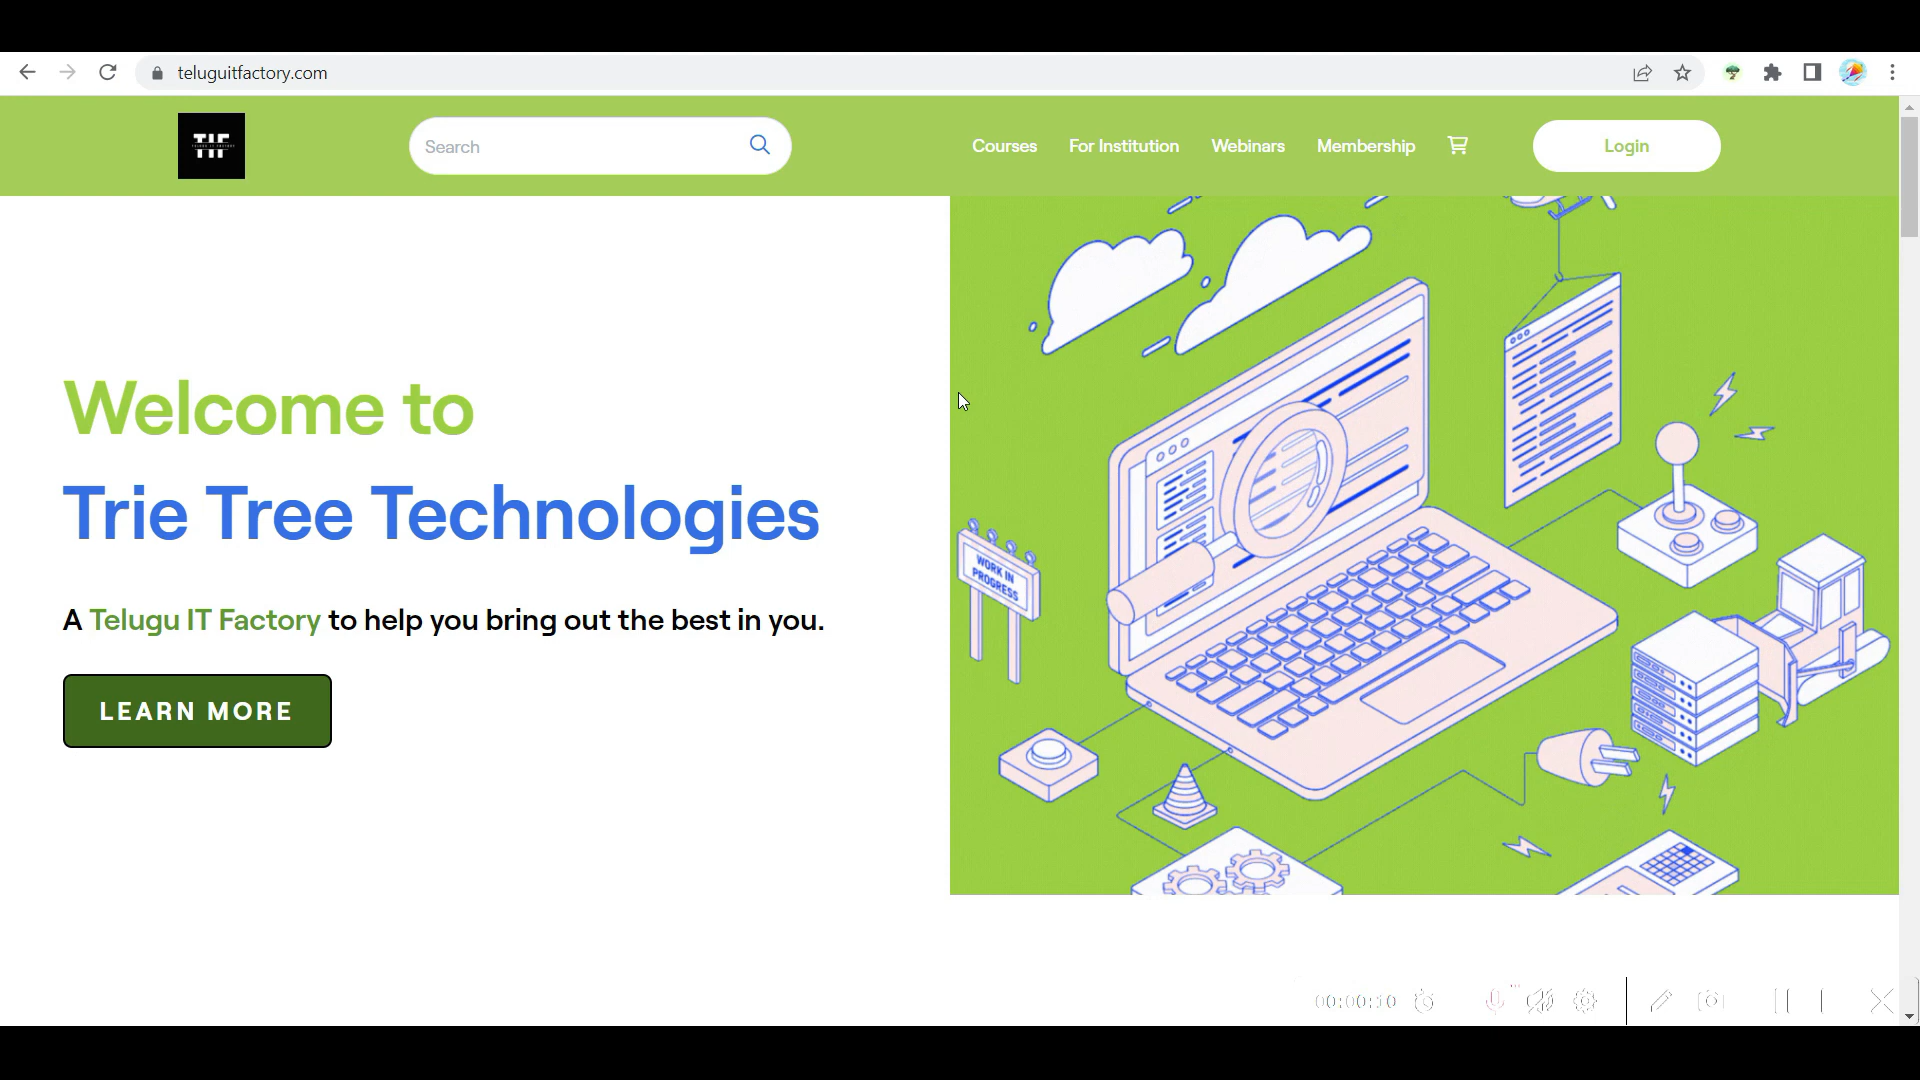 teluguitfactory.com
TIF
Search
Courses
For Institution
Webinars
Membership
Login
Welcome to
Trie Tree Technologies
A Telugu IT Factory to help you bring out the best in you.
LEARN MORE
WORK IN
PROGRESS
00:00:10